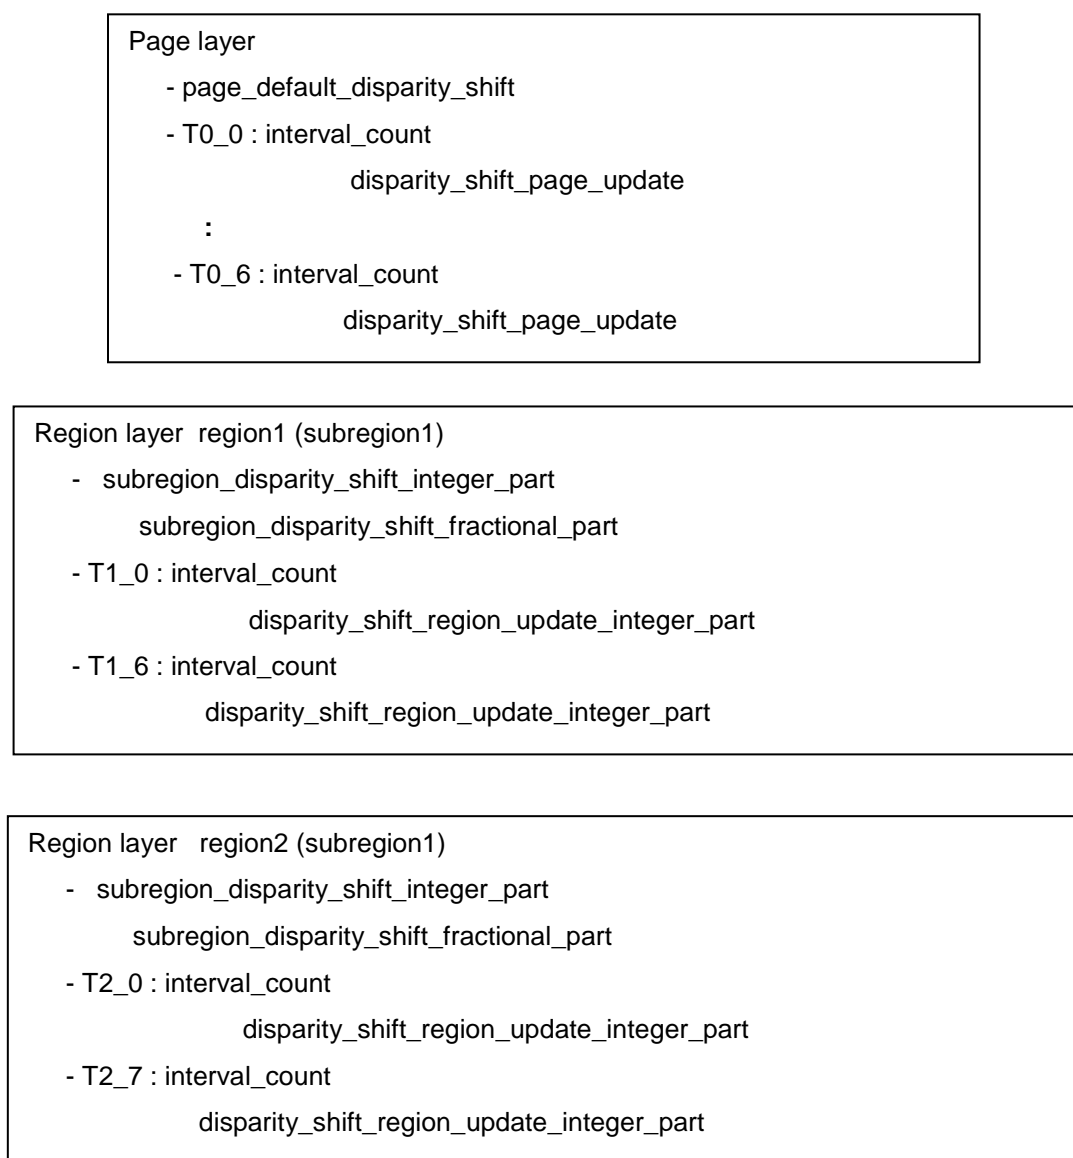 Page layer
- page_default_disparity_shift
- T0_0 : interval_count
disparity_shift_page_update
:
- T0_6 : interval_count
disparity_shift_page_update
Region layer region1 (subregion1)
- subregion_disparity_shift_integer_part
subregion_disparity_shift_fractional_part
- T1_0 : interval_count
disparity_shift_region_update_integer_part
- T1_6 : interval_count
disparity_shift_region_update_integer_part
Region layer region2 (subregion1)
- subregion_disparity_shift_integer_part
subregion_disparity_shift_fractional_part
- T2_0 : interval_count
disparity_shift_region_update_integer_part
- T2_7 : interval_count
disparity_shift_region_update_integer_part